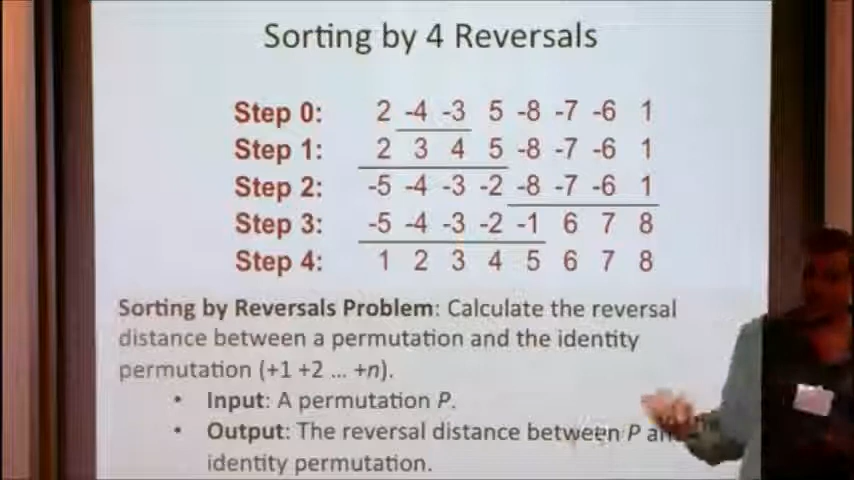 Sorting by 4 Reversals
Step 0: 2 -4 -3 5 -8 -7 -6 1
Step 1: 2 3 4 5 -8 -7 -6 1
Step 2: -5 -4 -3 -2 -8 -7 -6 1
Step 3: -5 -4 -3 -2 -1 6 7 8
Step 4: 1 2 3 4 5 6 7 8
Sorting by Reversals Problem: Calculate the reversal
distance between a permutation and the identity
permutation (+1 +2 ... +n).
• Input: A permutation P.
• Output: The reversal distance between P an
identity permutation.